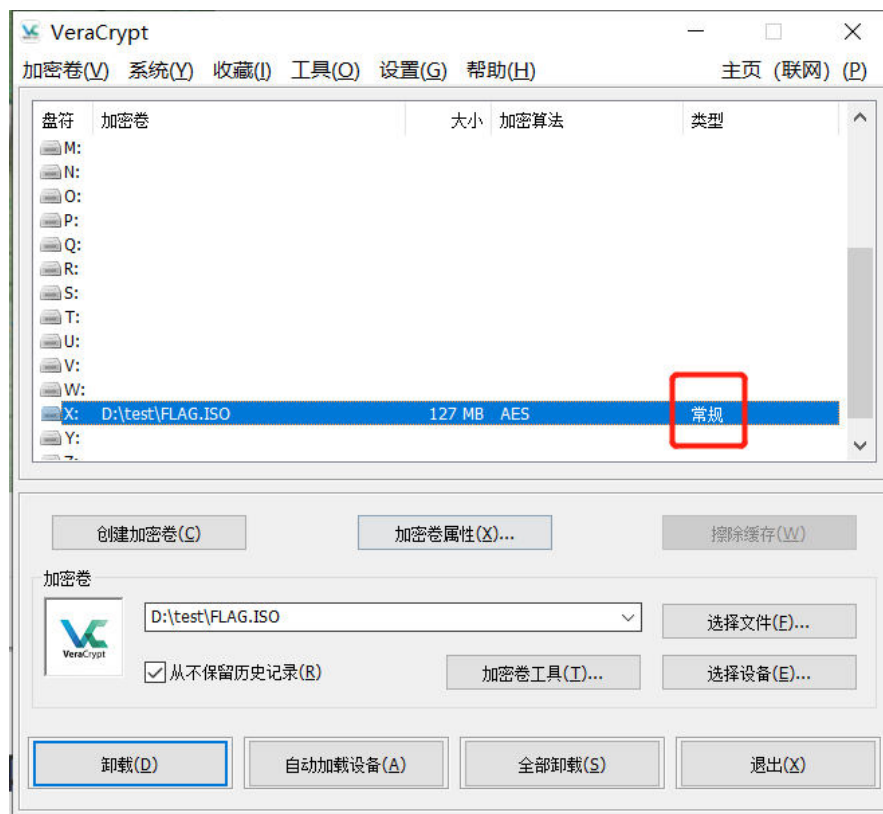 VeraCrypt
加密卷(V) 系统(Y) 收藏(I) 工具(O) 设置(G) 帮助(H) 主页 (联网) (P)
盘符 加密卷 大小 加密算法 类型
M:
N:
O:
P:
Q:
R:
S:
T:
U:
V:
W:
X: D:\test\FLAG.ISO 127 MB AES 常规
Y:
创建加密卷(C) 加密卷属性(X)... 擦除缓存(W)
加密卷
VeraCrypt
D:\test\FLAG.ISO 选择文件(F)...
从不保留历史记录(R) 加密卷工具(T)... 选择设备(E)...
卸载(D) 自动加载设备(A) 全部卸载(S) 退出(X)